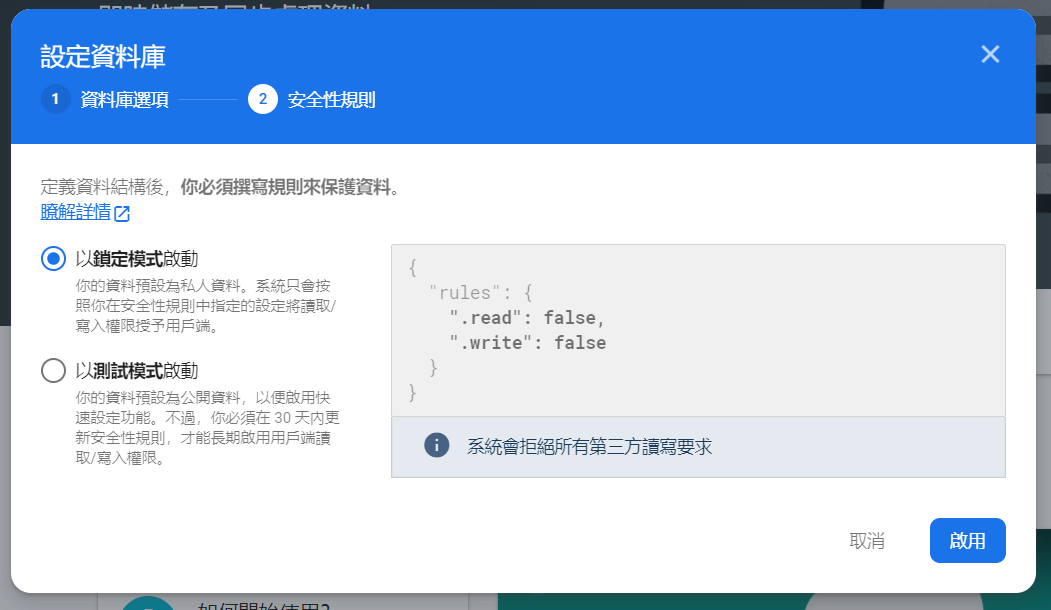 設定資料庫
1 資料庫選項 2 安全性規則
定義資料結構後，你必須撰寫規則來保護資料。
瞭解詳情
以鎖定模式啟動
你的資料預設為私人資料。系統只會按
照你在安全性規則中指定的設定將讀取/
寫入權限授予用戶端。
以測試模式啟動
你的資料預設為公開資料，以便啟用快
速設定功能。不過，你必須在 30 天內更
新安全性規則，才能長期啟用用戶端讀
取/寫入權限。
{
"rules": {
".read": false,
".write": false
}
}
系統會拒絕所有第三方讀寫要求
取消 啟用
如何開始使用?